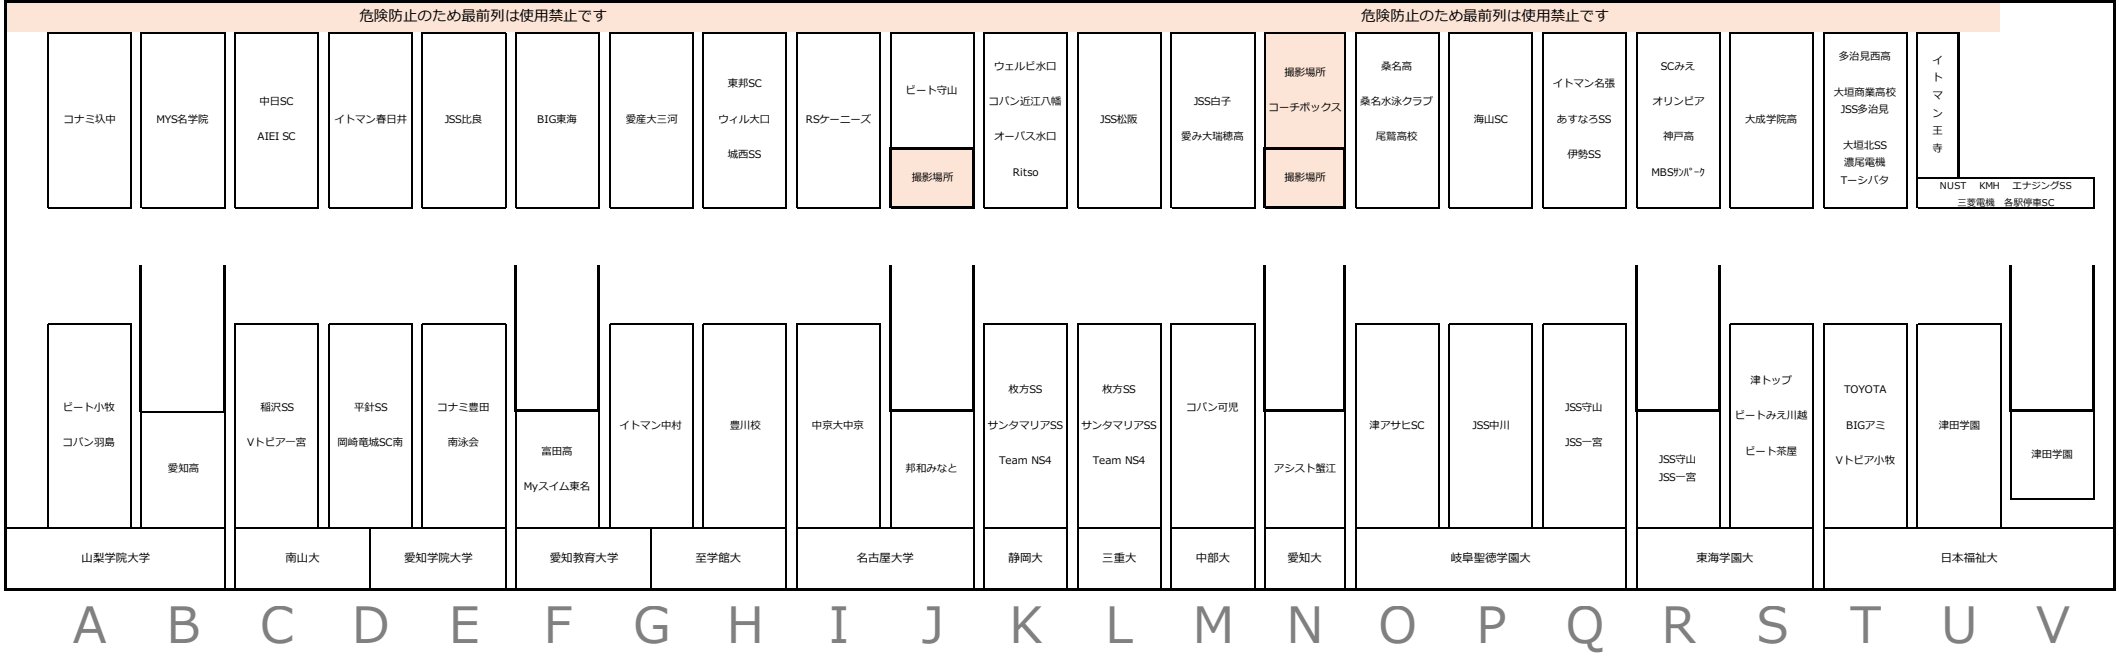 危険防止のため最前列は使用禁止です
危険防止のため最前列は使用禁止です
コナミ圦中
MYS名学院
中日SC
AIEI SC
イトマン春日井
JSS比良
BIG東海
愛産大三河
東邦SC
ウィル大口
城西SS
RSケーニーズ
ビート守山
撮影場所
ウェルビ水口
コパン近江八幡
オーパス水口
Ritso
JSS松阪
JSS白子
愛み大瑞穂高
撮影場所
コーチボックス
撮影場所
桑名高
桑名水泳クラブ
尾鷲高校
海山SC
イトマン名張
あすなろSS
伊勢SS
SCみえ
オリンピア
神戸高
MBSｻﾝﾊﾟｰｸ
大成学院高
多治見西高
大垣商業高校
JSS多治見
大垣北SS
濃尾電機
Tーシバタ
イトマン王寺
NUST　KMH　エナジングSS
三菱電機　各駅停車SC
ビート小牧
コパン羽島
愛知高
稲沢SS
Vトピア一宮
平針SS
岡崎竜城SC南
コナミ豊田
南泳会
富田高
Myスイム東名
イトマン中村
豊川校
中京大中京
邦和みなと
枚方SS
サンタマリアSS
Team NS4
枚方SS
サンタマリアSS
Team NS4
コパン可児
アシスト蟹江
津アサヒSC
JSS中川
JSS守山
JSS一宮
JSS守山
JSS一宮
津トップ
ビートみえ川越
ビート茶屋
TOYOTA
BIGアミ
Vトピア小牧
津田学園
津田学園
山梨学院大学
南山大
愛知学院大学
愛知教育大学
至学館大
名古屋大学
静岡大
三重大
中部大
愛知大
岐阜聖徳学園大
東海学園大
日本福祉大
A B C D E F G H I J K L M N O P Q R S T U V